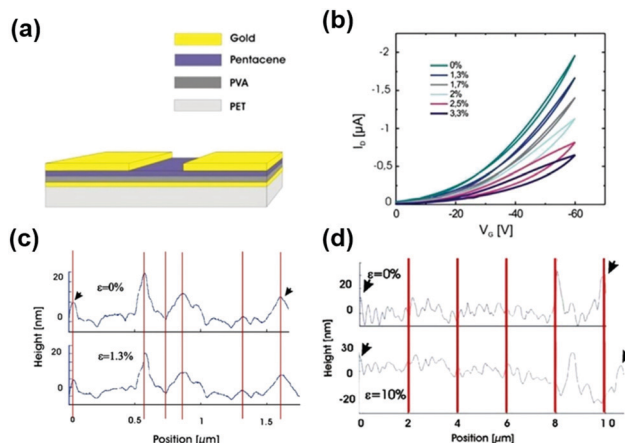 (a)
Gold
Pentacene
PVA
PET
(b)
I_D [µA]
-2
-1,5
-1
-0,5
0
0%
1,3%
1,7%
2%
2,5%
3,3%
0
-20
-40
-60
V_G [V]
(c)
Height [nm]
20
0
ε=0%
20
0
ε=1.3%
0
0.5
1
1.5
Position [µm]
(d)
Height [nm]
20
0
ε=0%
30
0
-20
ε=10%
0
2
4
6
8
10
Position [µm]